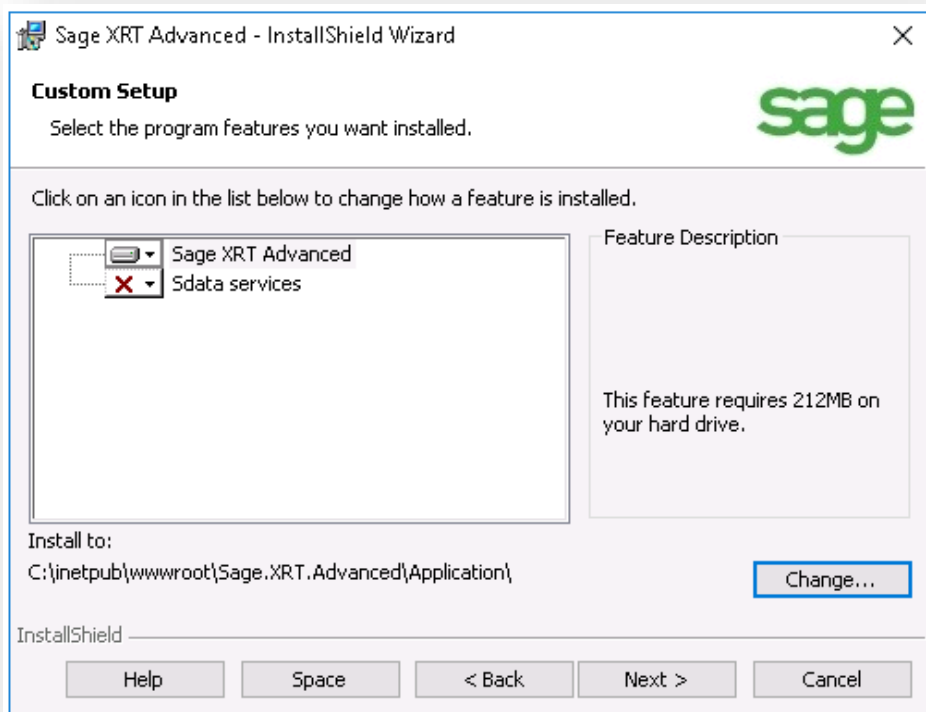 Sage XRT Advanced - InstallShield Wizard
Custom Setup
Select the program features you want installed.
sage
Click on an icon in the list below to change how a feature is installed.
Sage XRT Advanced
Sdata services
Feature Description
This feature requires 212MB on
your hard drive.
Install to:
C:\inetpub\wwwroot\Sage.XRT.Advanced\Application\
Change...
InstallShield
Help
Space
< Back
Next >
Cancel